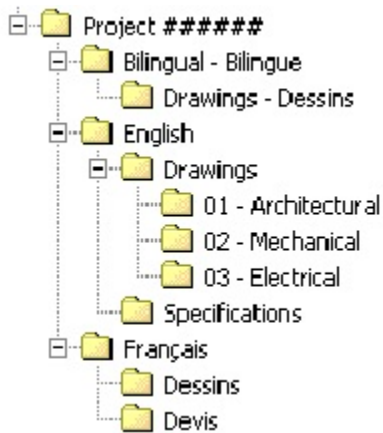 Project ######
Bilingual - Bilingue
Drawings - Dessins
English
Drawings
01 - Architectural
02 - Mechanical
03 - Electrical
Specifications
Français
Dessins
Devis